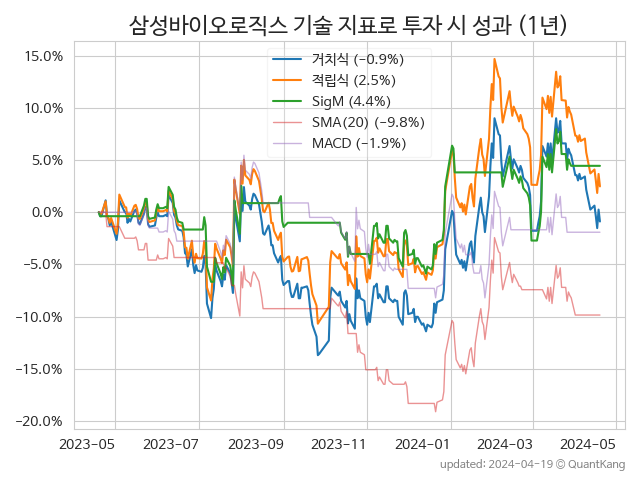 삼성바이오로직스 기술 지표로 투자 시 성과 (1년)
거치식 (−0.9%)
적립식 (2.5%)
SigM (4.4%)
SMA(20) (−9.8%)
MACD (−1.9%)
15.0%
10.0%
5.0%
0.0%
−5.0%
−10.0%
−15.0%
−20.0%
2023-05 2023-07 2023-09 2023-11 2024-01 2024-03 2024-05
updated: 2024-04-19 © QuantKang